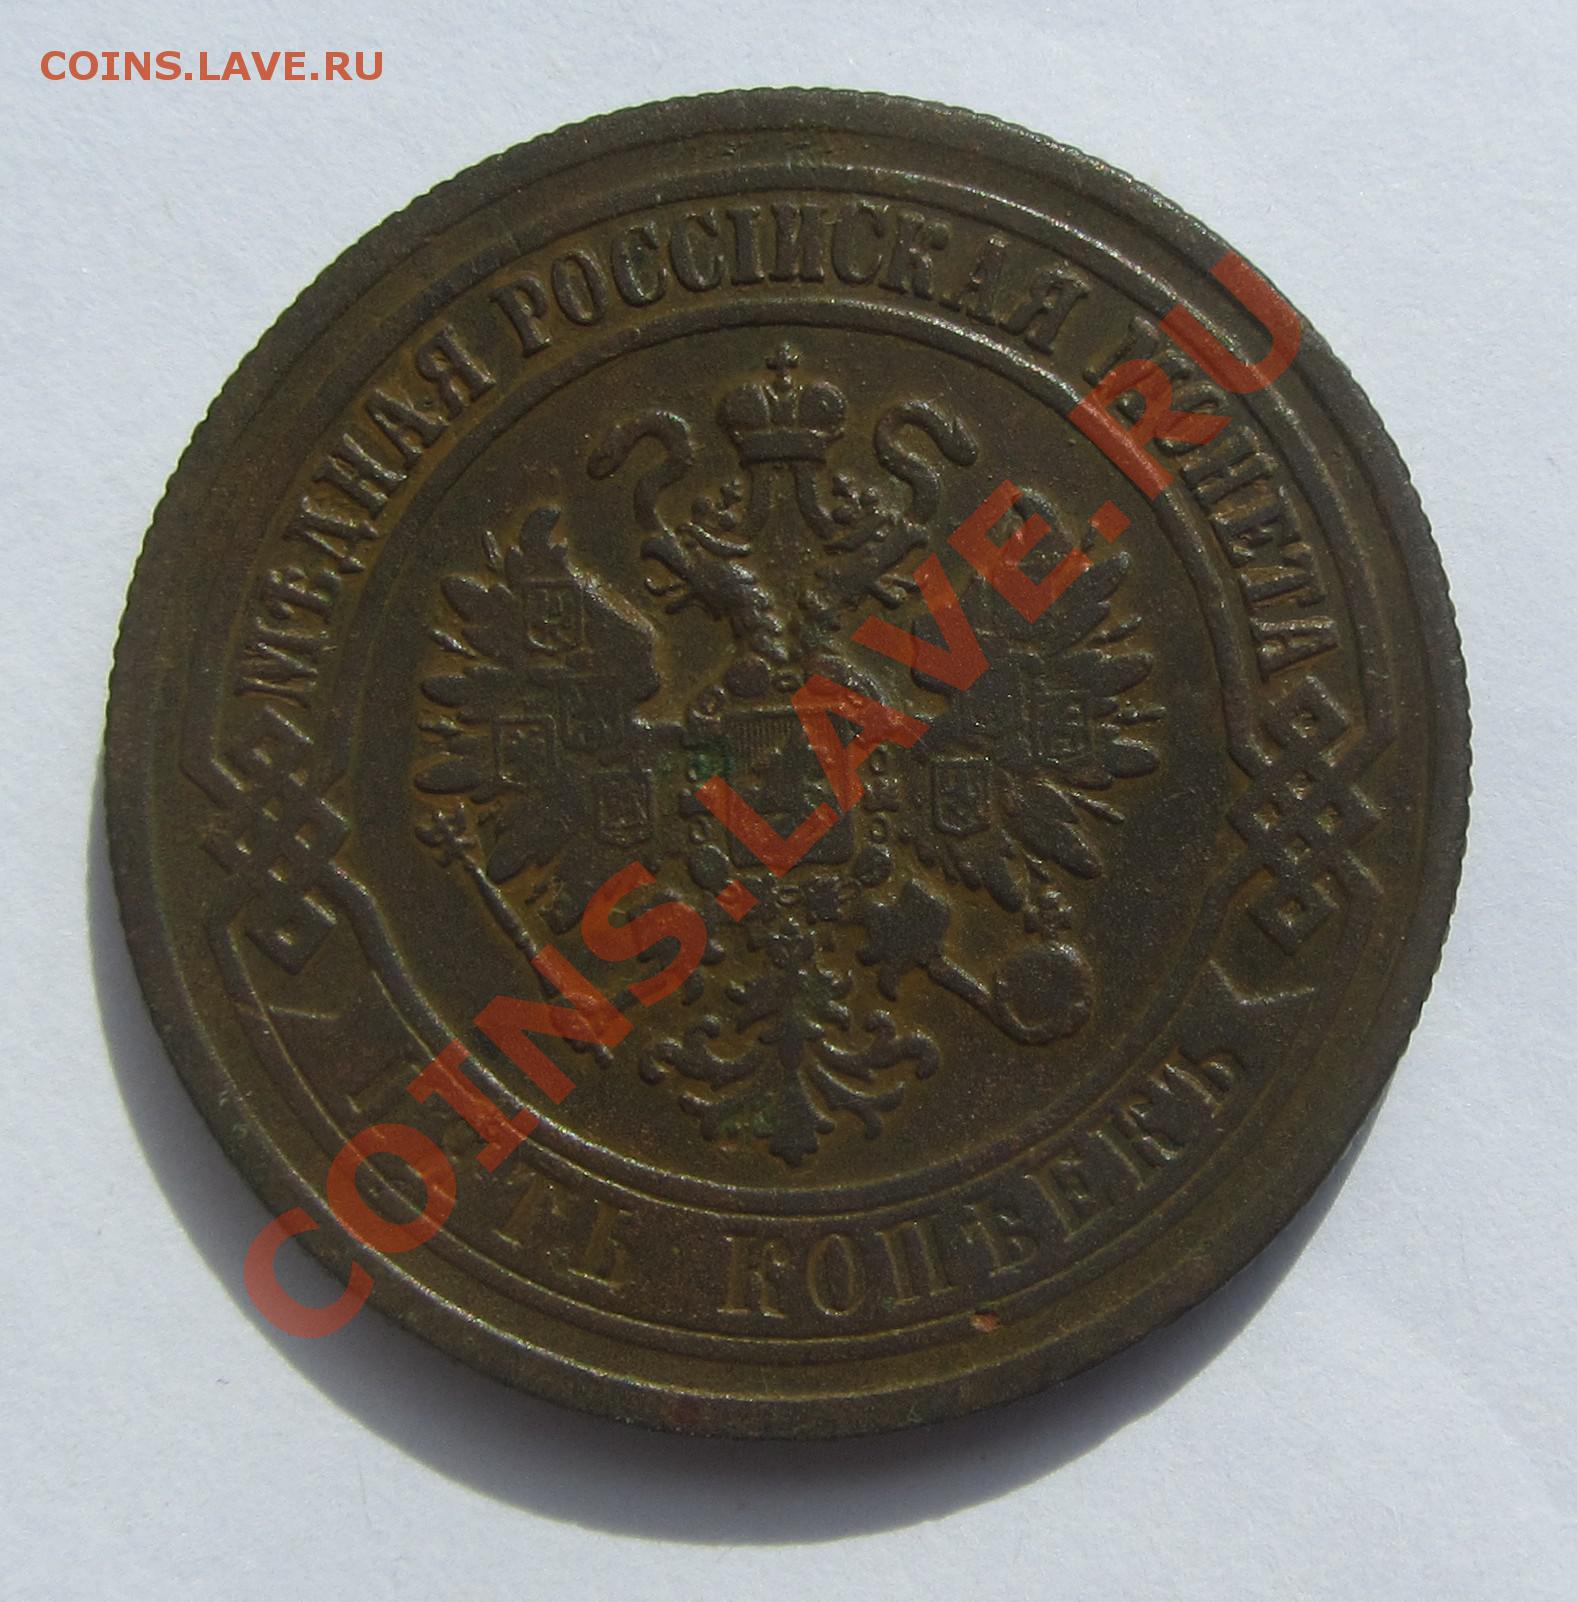 COINS.LAVE.RU
МѢДНАЯ РОССІЙСКАЯ МОНЕТА
ПЯТЬ КОПѢЕКЪ
COINS.LAVE.RU